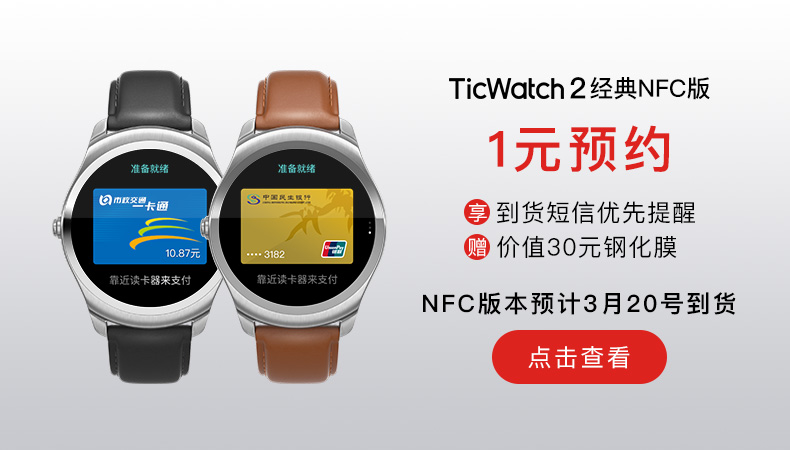 准备就绪
市政交通
一卡通
10.87元
靠近读卡器来支付
准备就绪
中国民生银行
•••• 3182
UnionPay
银联
靠近读卡器来支付
TicWatch 2 经典NFC版
1元预约
享 到货短信优先提醒
赠 价值30元钢化膜
NFC版本预计3月20号到货
点击查看